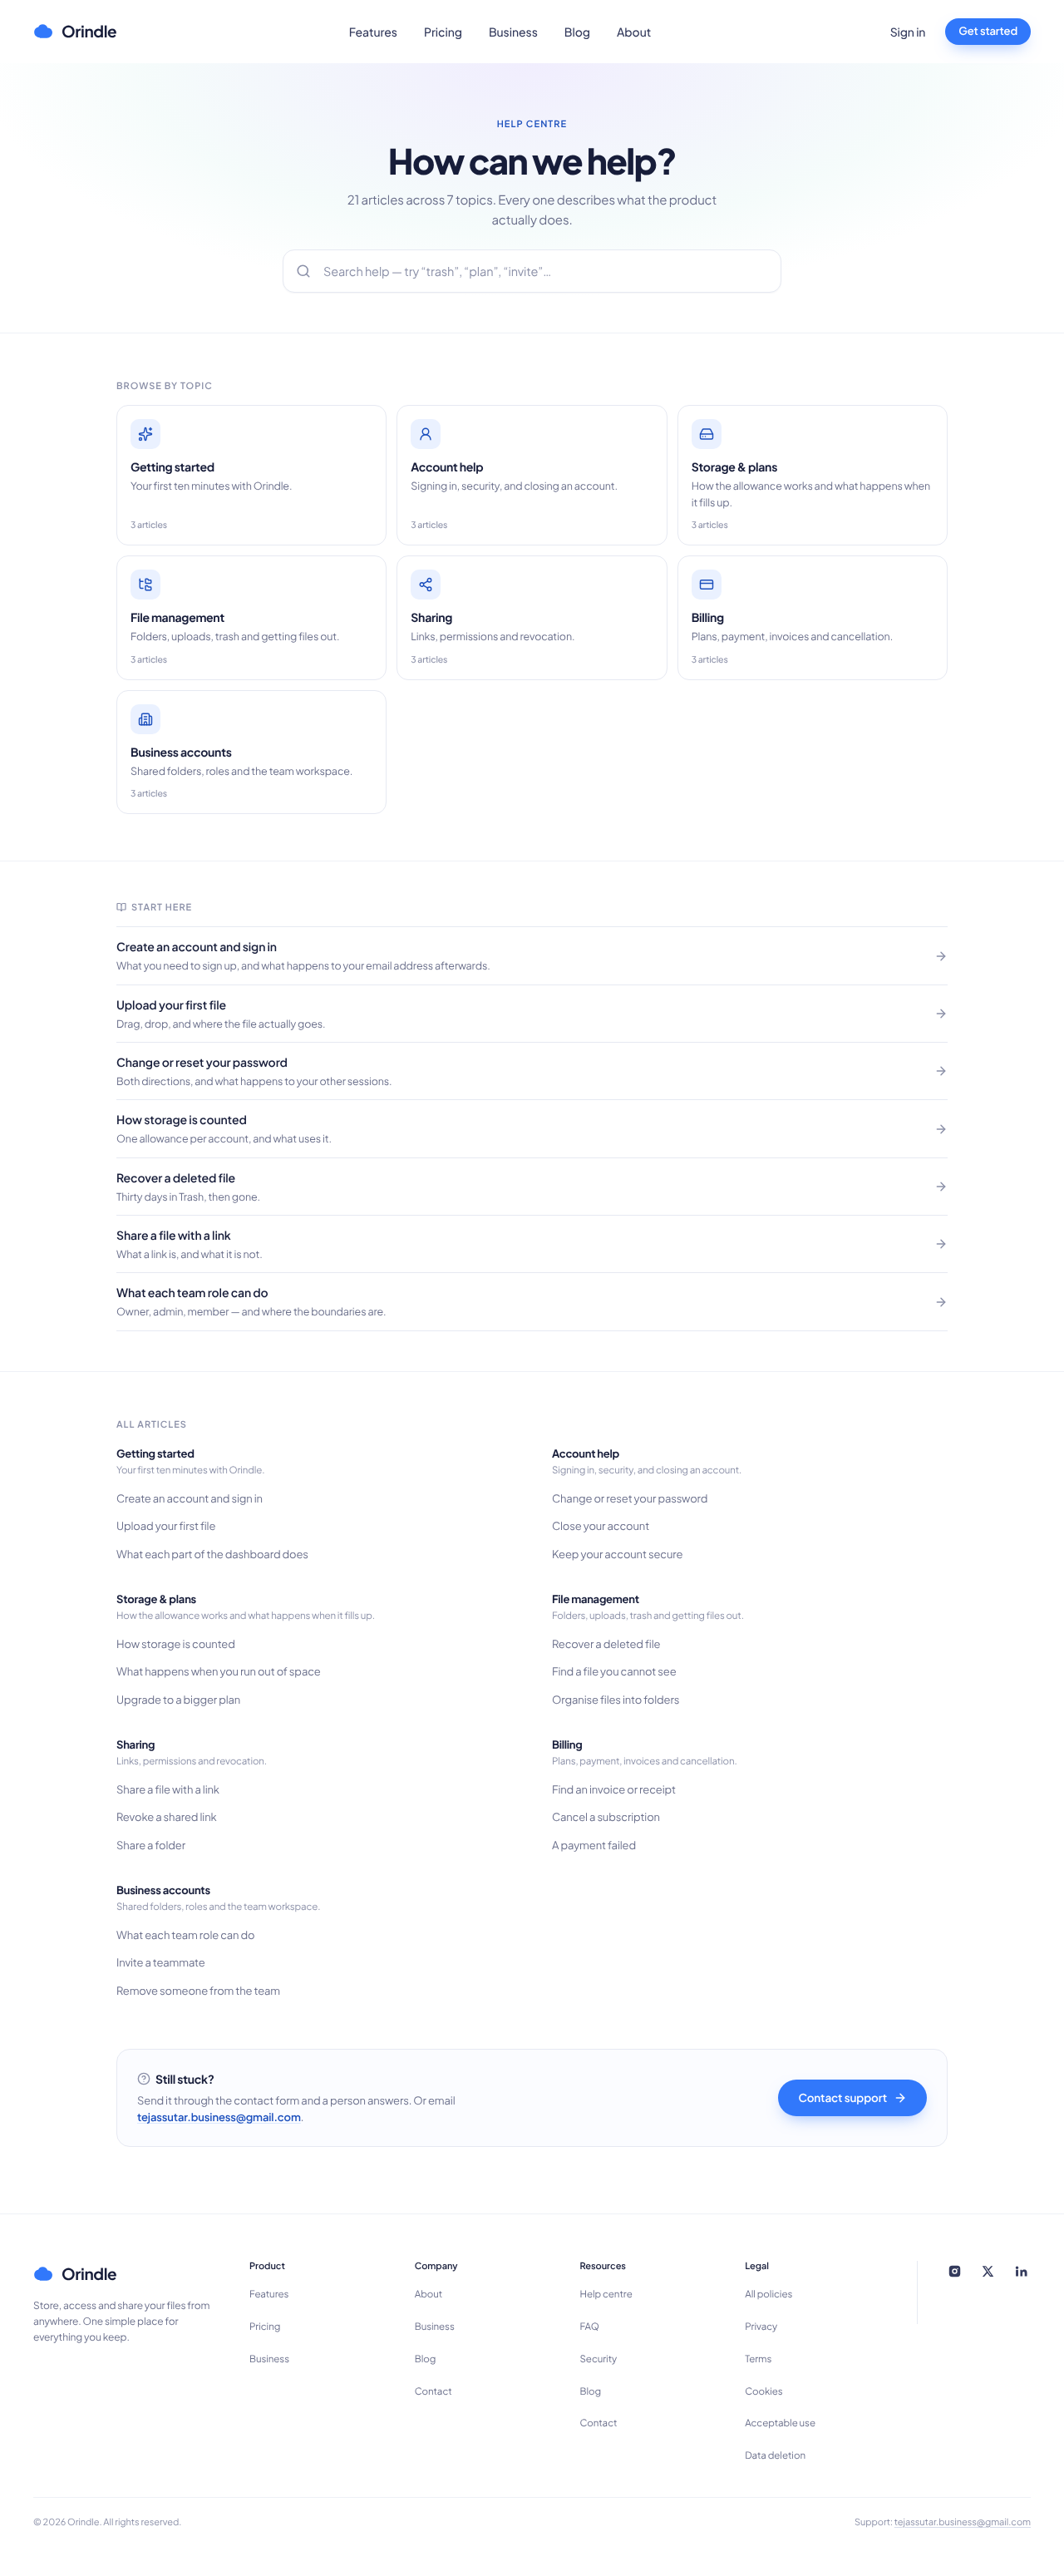 Orindle
Features Pricing Business Blog About
Sign in Get started
HELP CENTRE
How can we help?
21 articles across 7 topics. Every one describes what the product
actually does.
Search help — try “trash”, “plan”, “invite”…
BROWSE BY TOPIC
Getting started
Your first ten minutes with Orindle.
3 articles
Account help
Signing in, security, and closing an account.
3 articles
Storage & plans
How the allowance works and what happens when
it fills up.
3 articles
File management
Folders, uploads, trash and getting files out.
3 articles
Sharing
Links, permissions and revocation.
3 articles
Billing
Plans, payment, invoices and cancellation.
3 articles
Business accounts
Shared folders, roles and the team workspace.
3 articles
START HERE
Create an account and sign in
What you need to sign up, and what happens to your email address afterwards.
Upload your first file
Drag, drop, and where the file actually goes.
Change or reset your password
Both directions, and what happens to your other sessions.
How storage is counted
One allowance per account, and what uses it.
Recover a deleted file
Thirty days in Trash, then gone.
Share a file with a link
What a link is, and what it is not.
What each team role can do
Owner, admin, member — and where the boundaries are.
ALL ARTICLES
Getting started
Your first ten minutes with Orindle.
Create an account and sign in
Upload your first file
What each part of the dashboard does
Account help
Signing in, security, and closing an account.
Change or reset your password
Close your account
Keep your account secure
Storage & plans
How the allowance works and what happens when it fills up.
How storage is counted
What happens when you run out of space
Upgrade to a bigger plan
File management
Folders, uploads, trash and getting files out.
Recover a deleted file
Find a file you cannot see
Organise files into folders
Sharing
Links, permissions and revocation.
Share a file with a link
Revoke a shared link
Share a folder
Billing
Plans, payment, invoices and cancellation.
Find an invoice or receipt
Cancel a subscription
A payment failed
Business accounts
Shared folders, roles and the team workspace.
What each team role can do
Invite a teammate
Remove someone from the team
Still stuck?
Send it through the contact form and a person answers. Or email
tejassutar.business@gmail.com.
Contact support
Orindle
Store, access and share your files from
anywhere. One simple place for
everything you keep.
Product
Features
Pricing
Business
Company
About
Business
Blog
Contact
Resources
Help centre
FAQ
Security
Blog
Contact
Legal
All policies
Privacy
Terms
Cookies
Acceptable use
Data deletion
© 2026 Orindle. All rights reserved.
Support: tejassutar.business@gmail.com